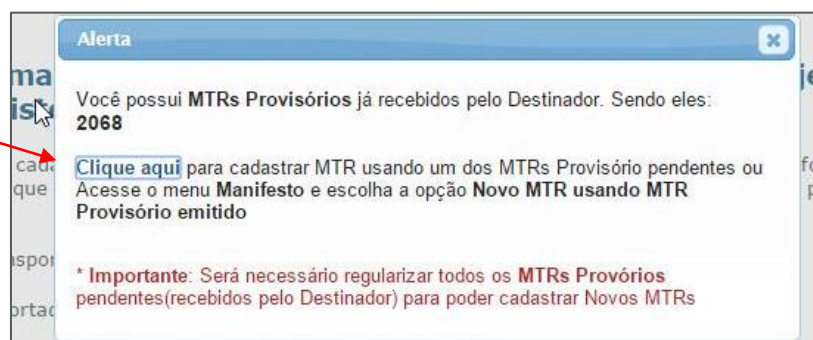 Alerta
Você possui MTRs Provisórios já recebidos pelo Destinador. Sendo eles:
2068
Clique aqui para cadastrar MTR usando um dos MTRs Provisório pendentes ou
Acesse o menu Manifesto e escolha a opção Novo MTR usando MTR
Provisório emitido
* Importante: Será necessário regularizar todos os MTRs Provórios
pendentes(recebidos pelo Destinador) para poder cadastrar Novos MTRs